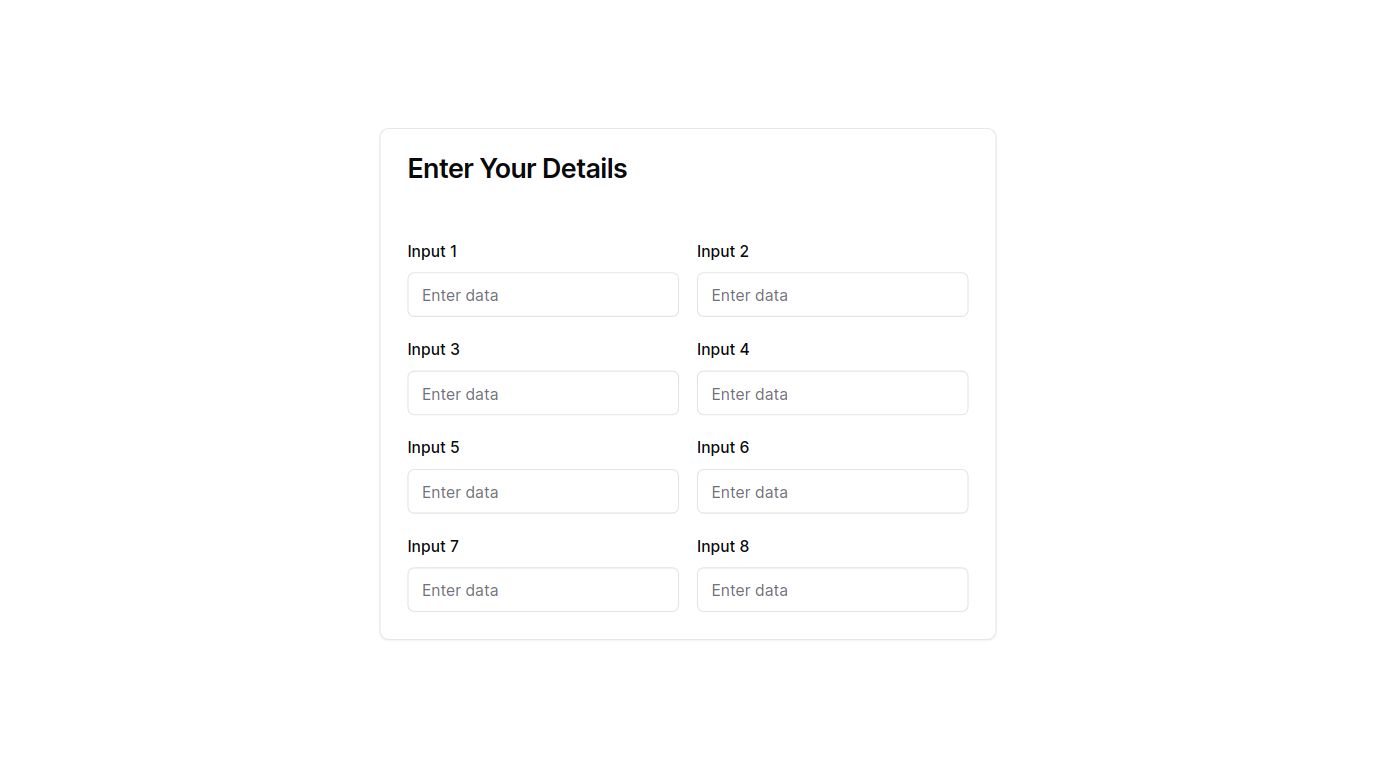 Enter Your Details
Input 1
Input 2
Enter data
Enter data
Input 3
Input 4
Enter data
Enter data
Input 5
Input 6
Enter data
Enter data
Input 7
Input 8
Enter data
Enter data